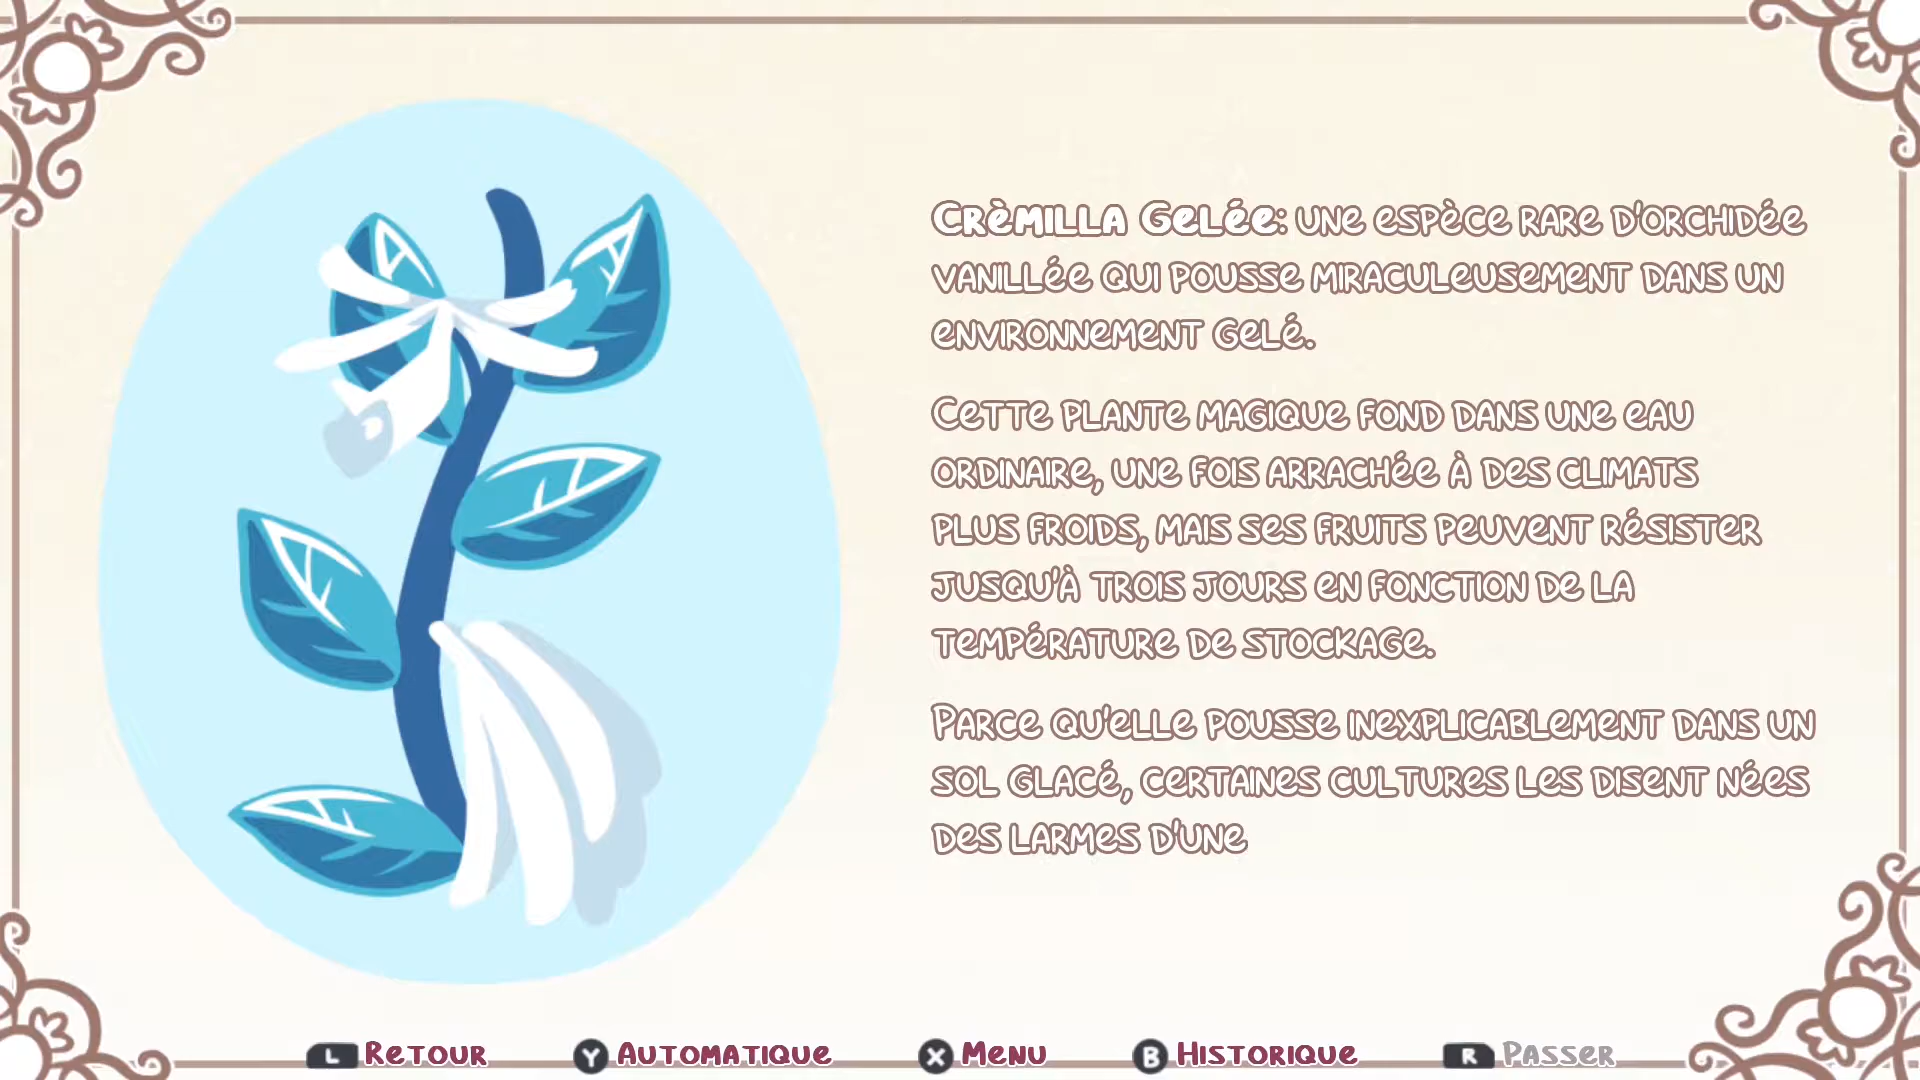 Crèmilla Gelée: une espèce rare d'orchidée
vanillée qui pousse miraculeusement dans un
environnement gelé.
Cette plante magique fond dans une eau
ordinaire, une fois arrachée à des climats
plus froids, mais ses fruits peuvent résister
jusqu'à trois jours en fonction de la
température de stockage.
Parce qu'elle pousse inexplicablement dans un
sol glacé, certaines cultures les disent nées
des larmes d'une
L Retour Y Automatique X Menu B Historique R Passer